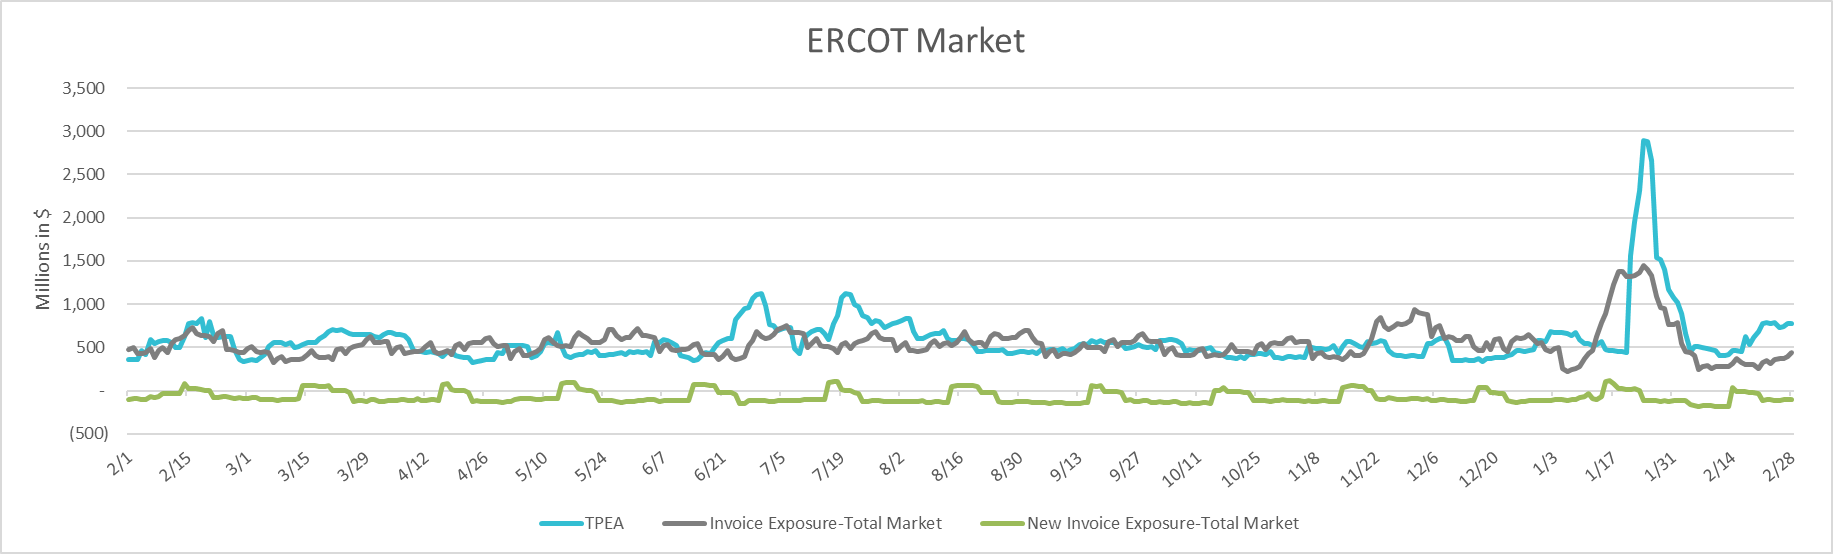 ERCOT Market
Millions in $
3,500
3,000
2,500
2,000
1,500
1,000
500
-
(500)
2/1 2/15 3/1 3/15 3/29 4/12 4/26 5/10 5/24 6/7 6/21 7/5 7/19 8/2 8/16 8/30 9/13 9/27 10/11 10/25 11/8 11/22 12/6 12/20 1/3 1/17 1/31 2/14 2/28
TPEA Invoice Exposure-Total Market New Invoice Exposure-Total Market